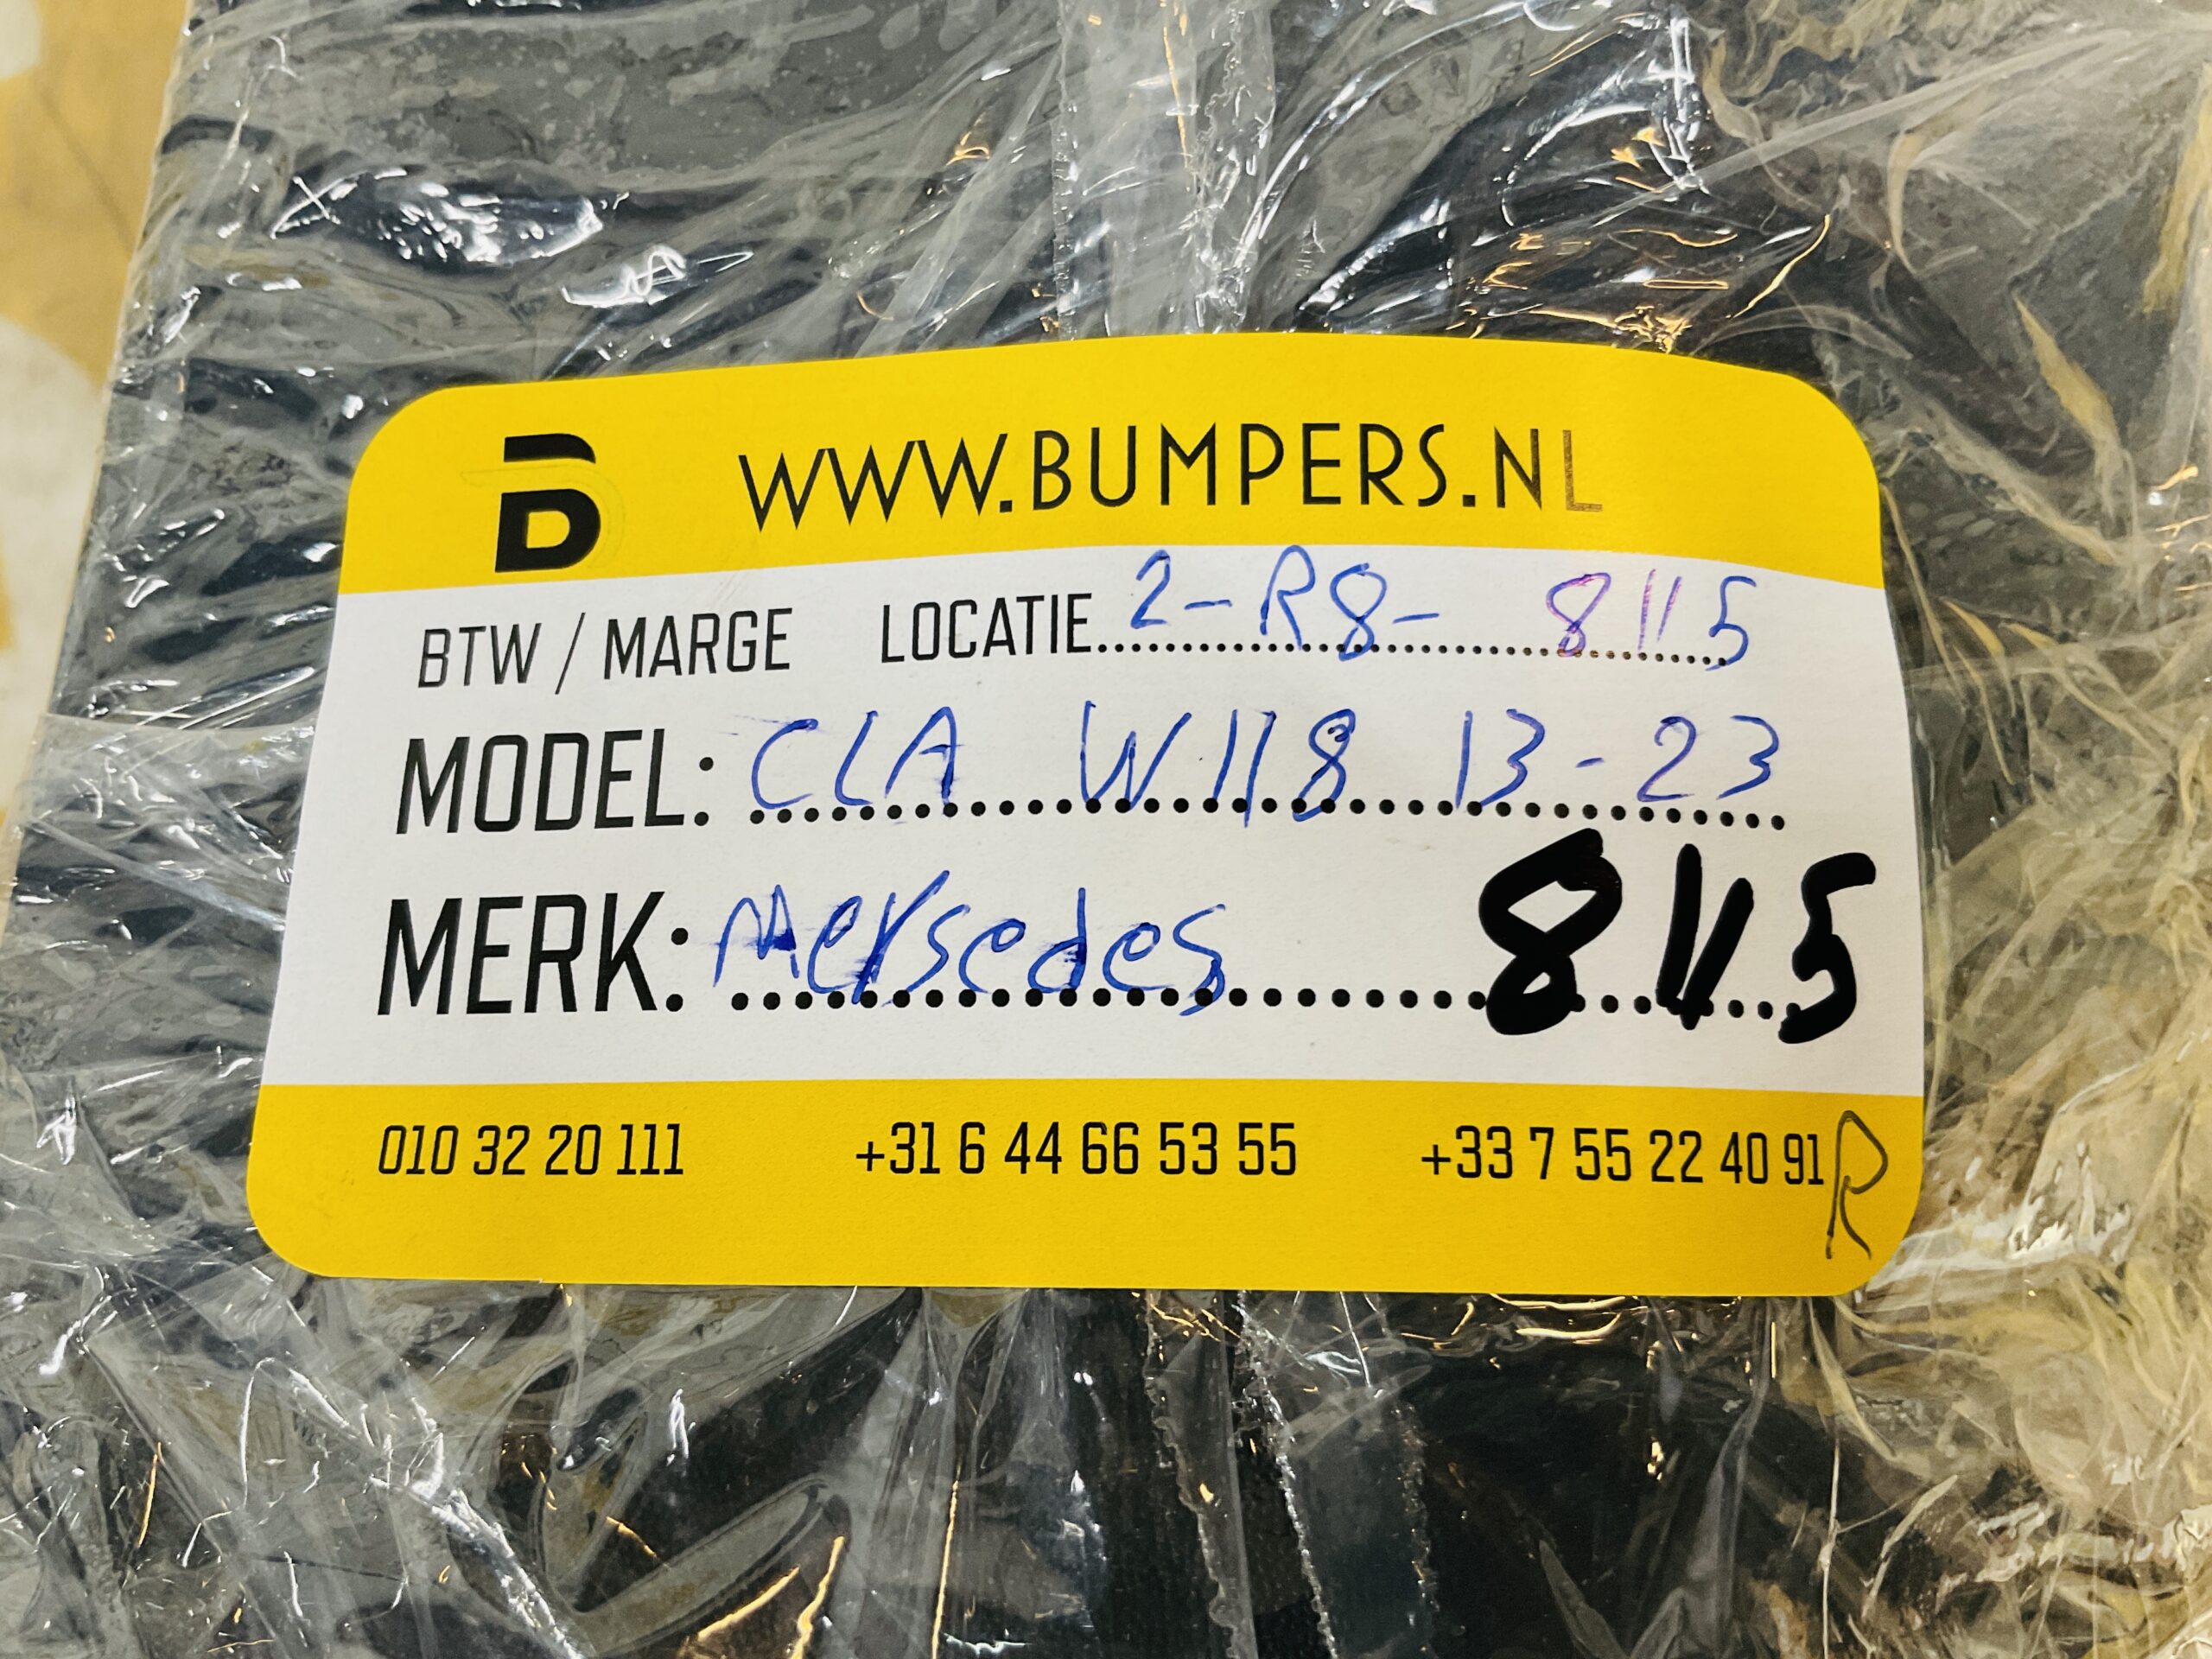 B WWW.BUMPERS.NL
BTW / MARGE LOCATIE 2-R8- 8115
MODEL: CLA W118 13-23
MERK: Mersedes 8115
010 32 20 111 +31 6 44 66 53 55 +33 7 55 22 40 91 R